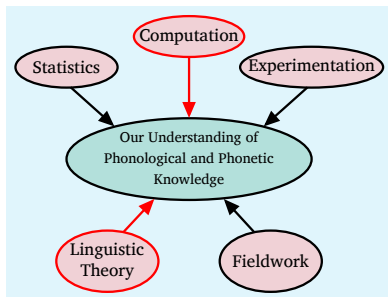 Computation
Statistics
Experimentation
Our Understanding of
Phonological and Phonetic
Knowledge
Linguistic
Theory
Fieldwork